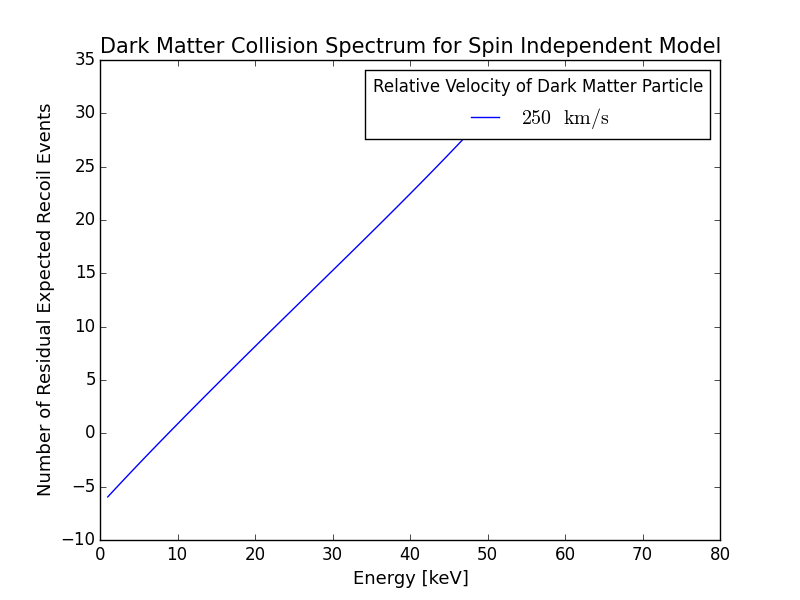 Dark Matter Collision Spectrum for Spin Independent Model
35
30
25
20
15
10
5
0
−5
−10
Number of Residual Expected Recoil Events
Relative Velocity of Dark Matter Particle
250 km/s
0 10 20 30 40 50 60 70 80
Energy [keV]